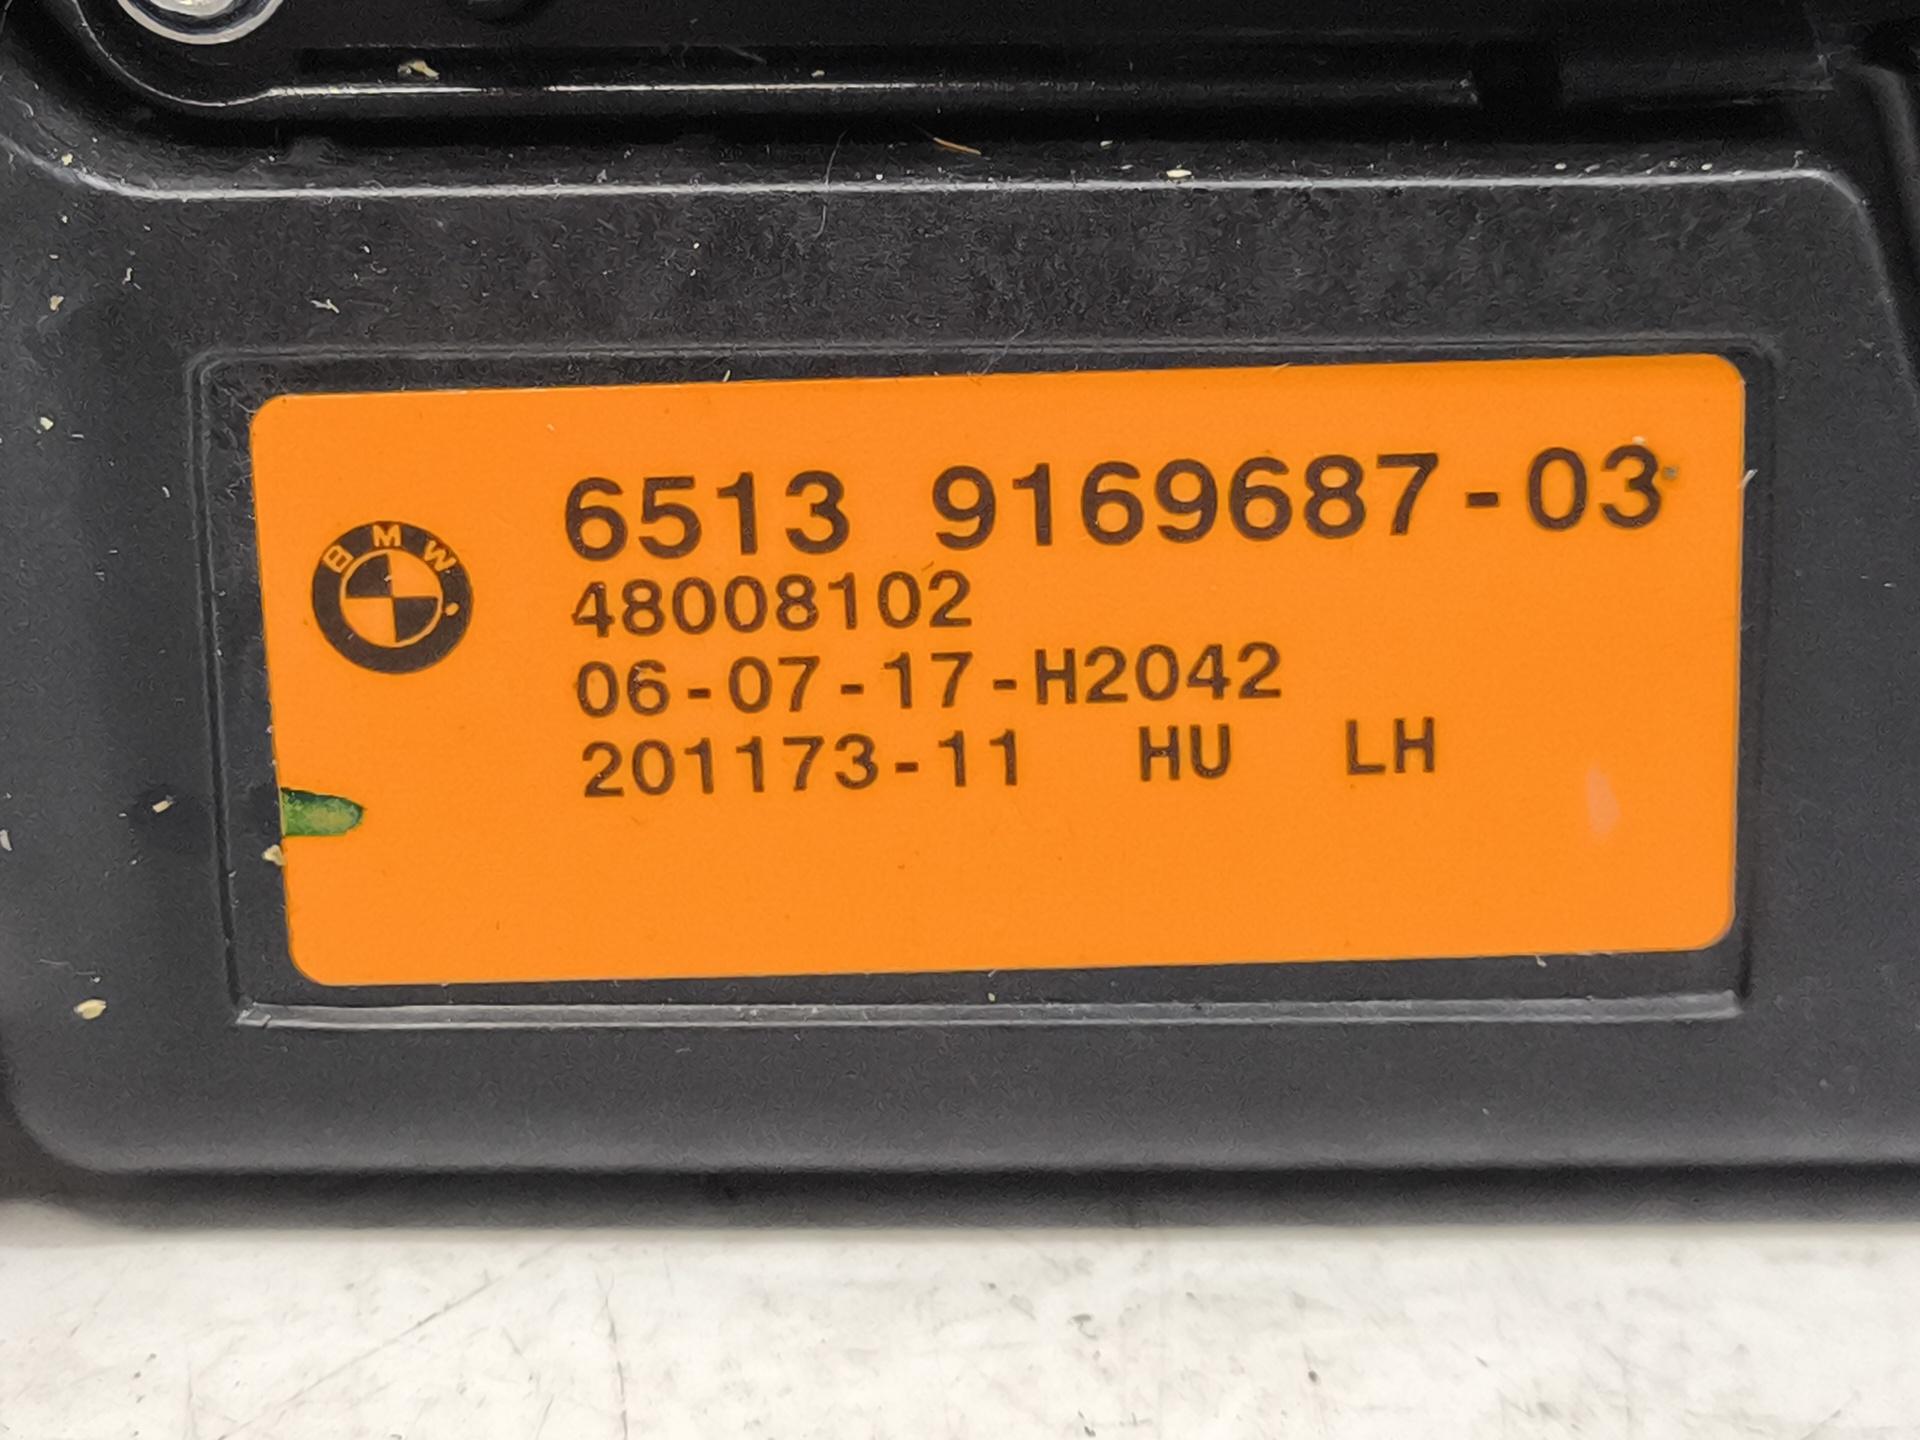 BMW
6513 9169687-03
48008102
06-07-17-H2042
201173-11 HU LH